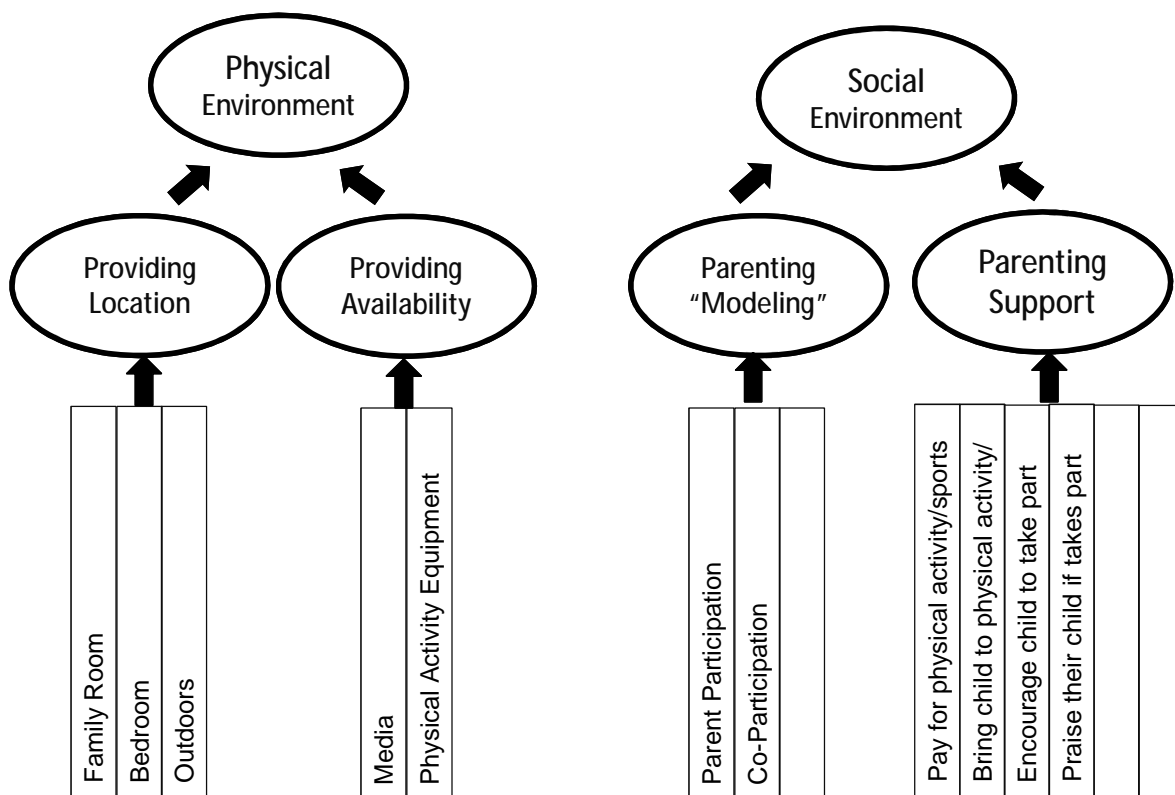 Physical
Environment
Social
Environment
Providing
Location
Providing
Availability
Parenting
“Modeling”
Parenting
Support
Family Room
Bedroom
Outdoors
Media
Physical Activity Equipment
Parent Participation
Co-Participation
Pay for physical activity/sports
Bring child to physical activity/
Encourage child to take part
Praise their child if takes part